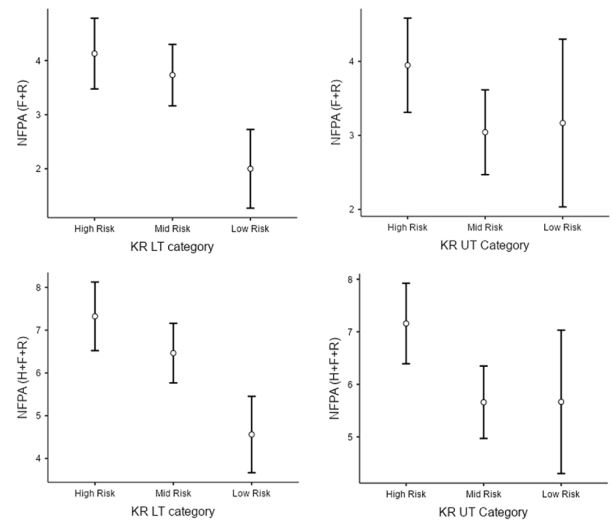 NFPA (F+R)
4
3
2
High Risk
Mid Risk
Low Risk
KR LT category
NFPA (F+R)
4
3
2
High Risk
Mid Risk
Low Risk
KR UT Category
NFPA (H+F+R)
8
7
6
5
4
High Risk
Mid Risk
Low Risk
KR LT category
NFPA (H+F+R)
8
7
6
5
High Risk
Mid Risk
Low Risk
KR UT Category